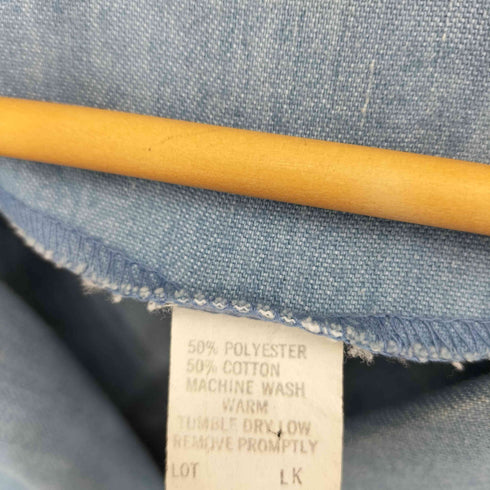 50% POLYESTER
50% COTTON
MACHINE WASH
WARM
TUMBLE DRY LOW
REMOVE PROMPTLY
LOT LK